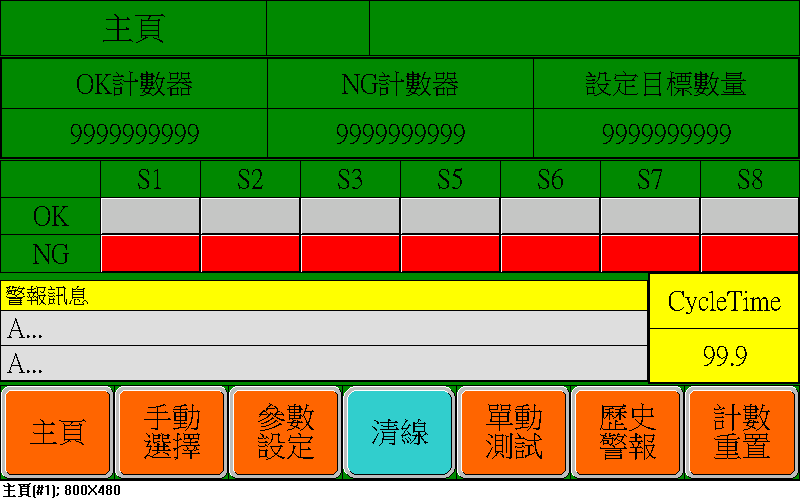 主頁
OK計數器 NG計數器 設定目標數量
9999999999 9999999999 9999999999
S1 S2 S3 S5 S6 S7 S8
OK
NG
警報訊息
CycleTime
A...
99.9
A...
主頁 手動選擇 參數設定 清線 單動測試 歷史警報 計數重置
主頁(#1); 800X480